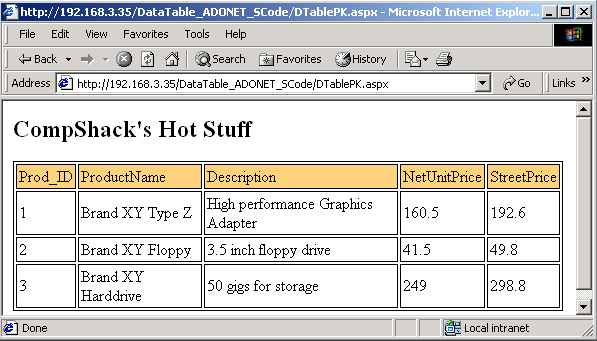 http://192.168.3.35/DataTable_ADONET_SCode/DTablePK.aspx - Microsoft Internet Explor...
File Edit View Favorites Tools Help
Back Search Favorites History
Address http://192.168.3.35/DataTable_ADONET_SCode/DTablePK.aspx Go Links »
CompShack's Hot Stuff
Prod_ID ProductName Description NetUnitPrice StreetPrice
1 Brand XY Type Z High performance Graphics Adapter 160.5 192.6
2 Brand XY Floppy 3.5 inch floppy drive 41.5 49.8
3 Brand XY Harddrive 50 gigs for storage 249 298.8
Done Local intranet